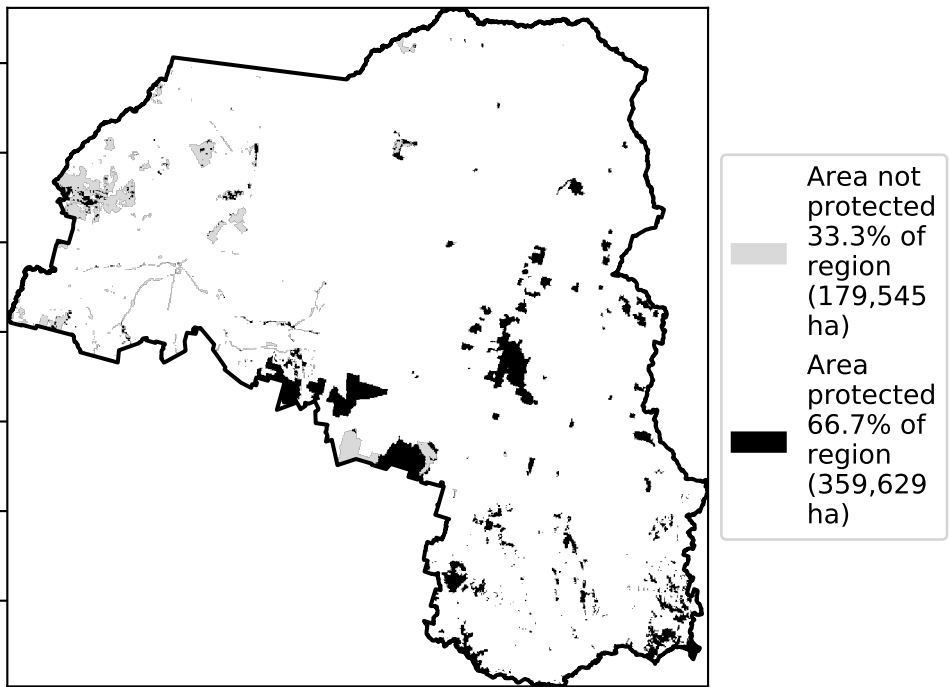 Area not
protected
33.3% of
region
(179,545
ha)
Area
protected
66.7% of
region
(359,629
ha)